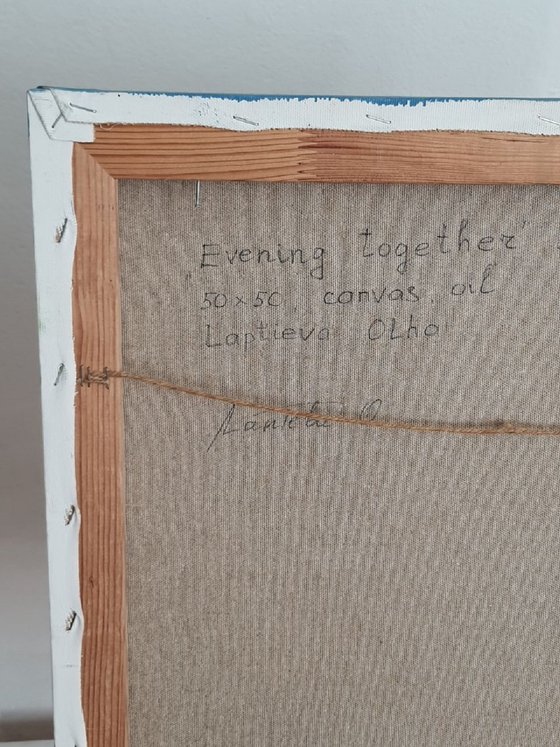 "Evening together"
50×50, canvas, oil
Laptieva Olha